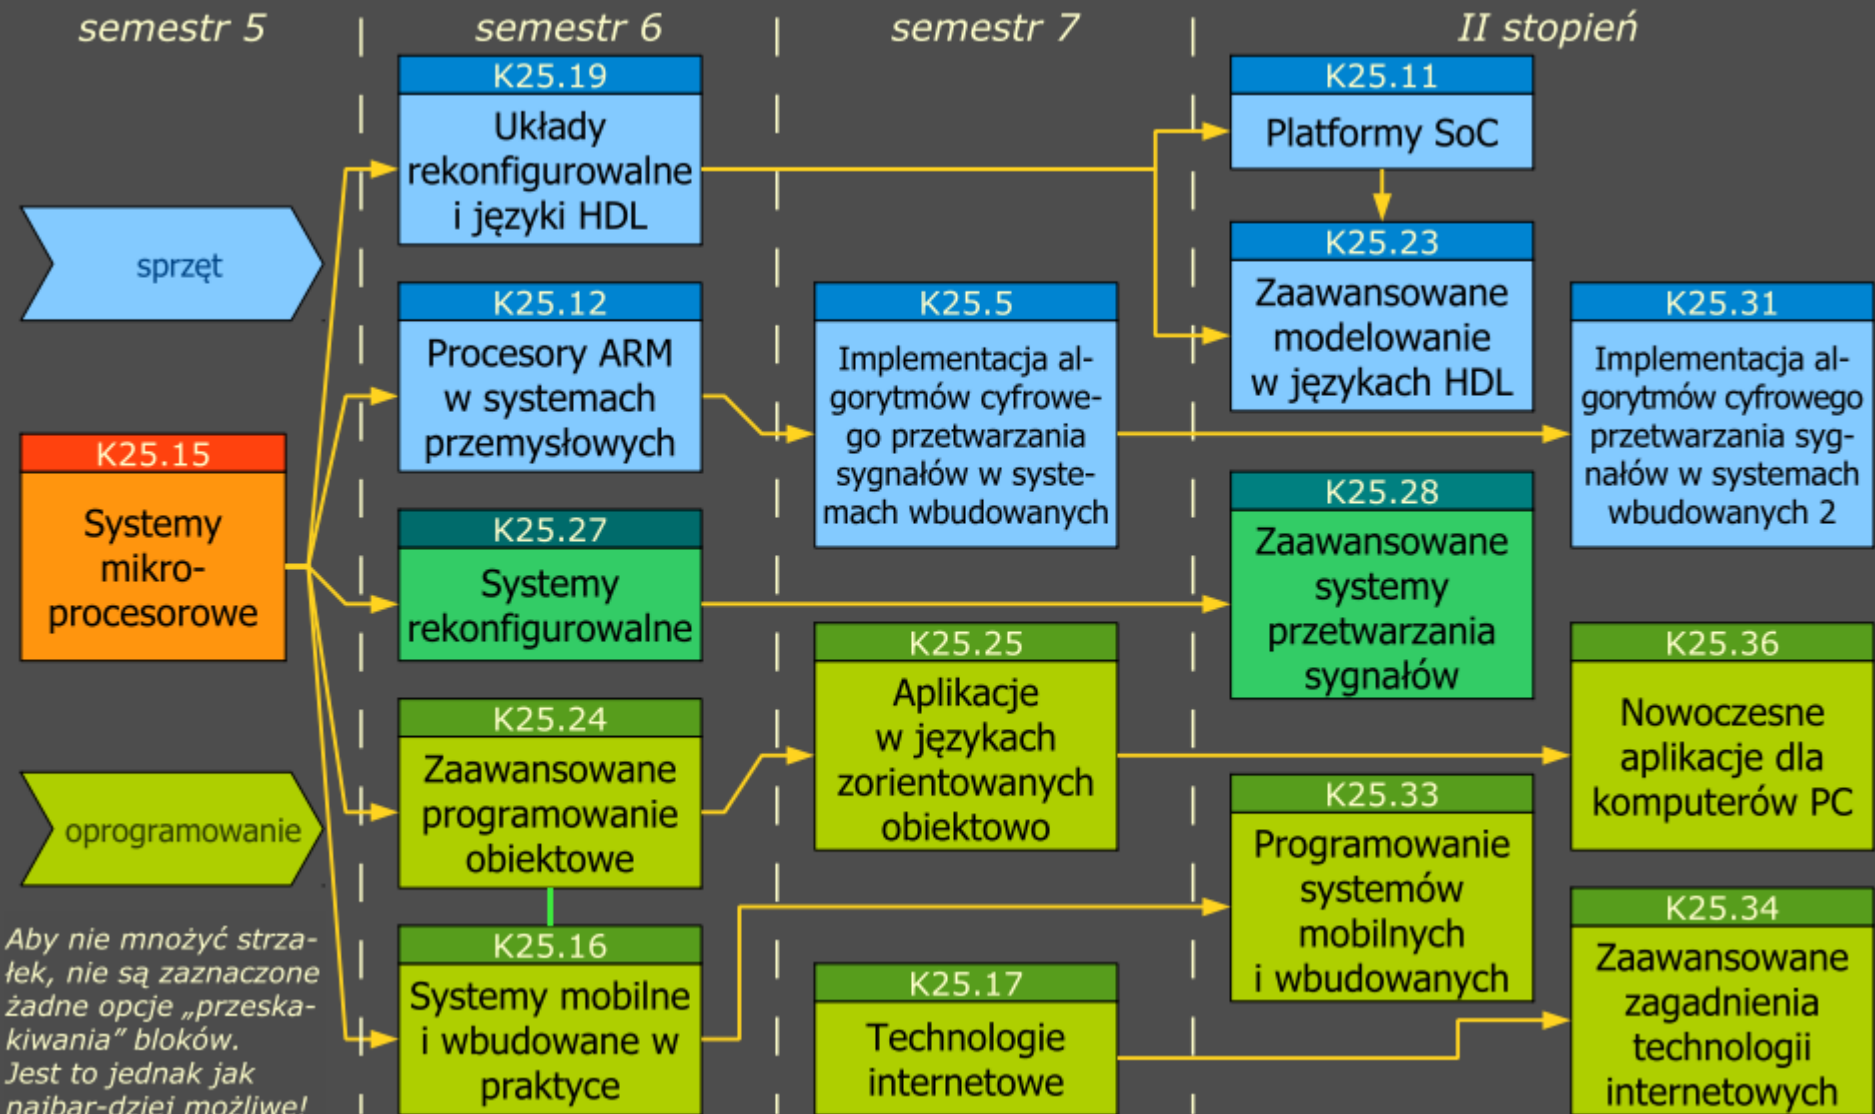 semestr 5
semestr 6
semestr 7
II stopień
sprzęt
K25.15
Systemy
mikro-
procesorowe
oprogramowanie
Aby nie mnożyć strza-
łek, nie są zaznaczone
żadne opcje „przeska-
kiwania” bloków.
Jest to jednak jak
najbar-dziej możliwe!
K25.19
Układy
rekonfigurowalne
i języki HDL
K25.12
Procesory ARM
w systemach
przemysłowych
K25.27
Systemy
rekonfigurowalne
K25.24
Zaawansowane
programowanie
obiektowe
K25.16
Systemy mobilne
i wbudowane w
praktyce
K25.5
Implementacja al-
gorytmów cyfrowe-
go przetwarzania
sygnałów w syste-
mach wbudowanych
K25.25
Aplikacje
w językach
zorientowanych
obiektowo
K25.17
Technologie
internetowe
K25.11
Platformy SoC
K25.23
Zaawansowane
modelowanie
w językach HDL
K25.28
Zaawansowane
systemy
przetwarzania
sygnałów
K25.33
Programowanie
systemów
mobilnych
i wbudowanych
K25.31
Implementacja al-
gorytmów cyfrowego
przetwarzania syg-
nałów w systemach
wbudowanych 2
K25.36
Nowoczesne
aplikacje dla
komputerów PC
K25.34
Zaawansowane
zagadnienia
technologii
internetowych